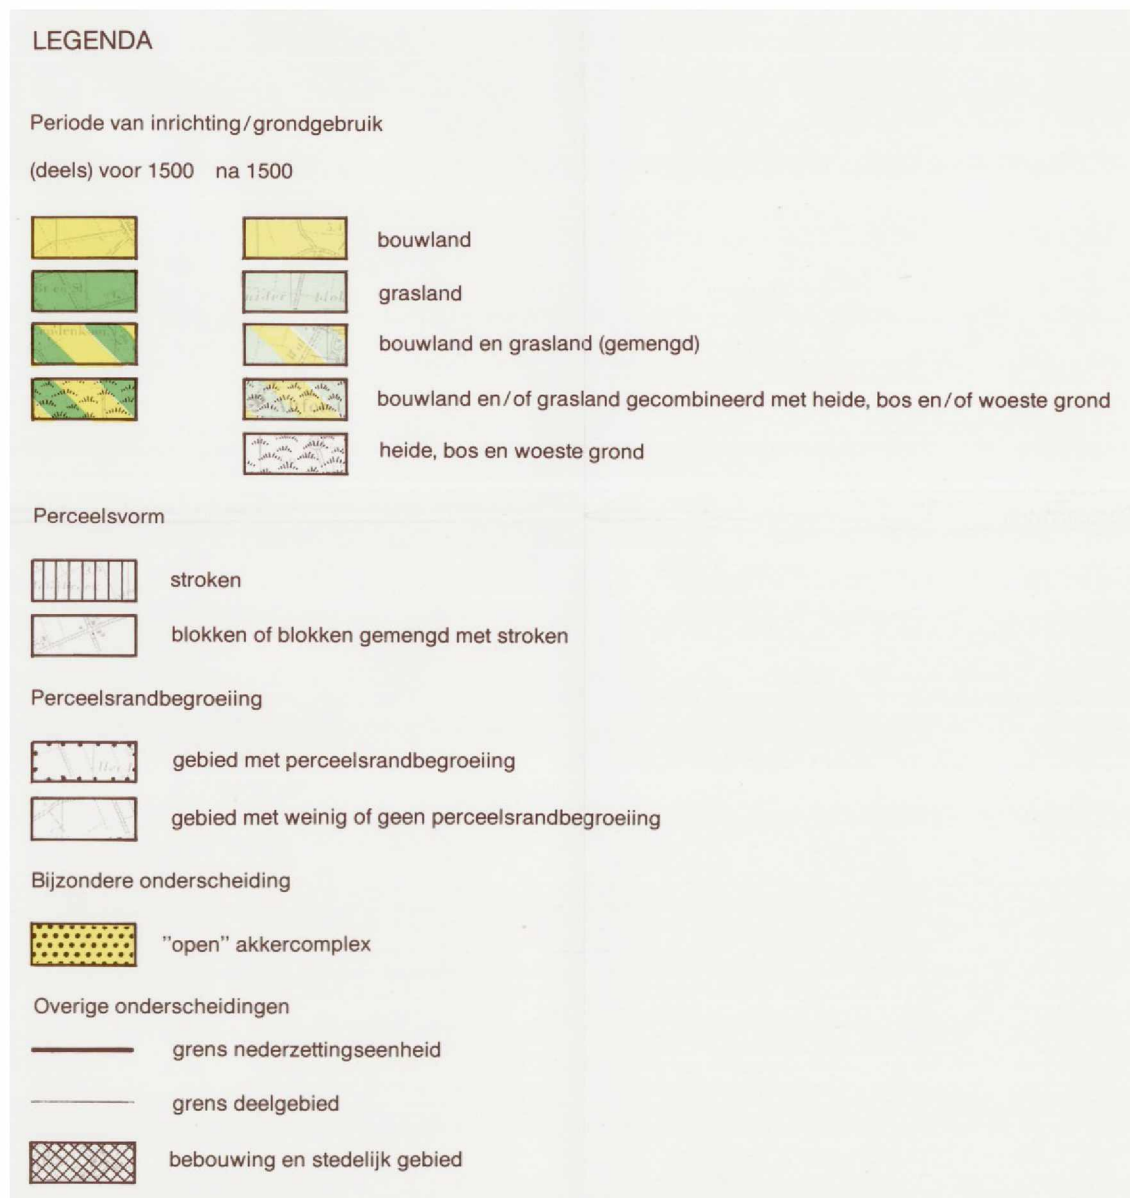 LEGENDA
Periode van inrichting/grondgebruik
(deels) voor 1500 na 1500
bouwland
grasland
bouwland en grasland (gemengd)
bouwland en/of grasland gecombineerd met heide, bos en/of woeste grond
heide, bos en woeste grond
Perceelsvorm
stroken
blokken of blokken gemengd met stroken
Perceelsrandbegroeiing
gebied met perceelsrandbegroeiing
gebied met weinig of geen perceelsrandbegroeiing
Bijzondere onderscheiding
"open" akkercomplex
Overige onderscheidingen
grens nederzettingseenheid
grens deelgebied
bebouwing en stedelijk gebied